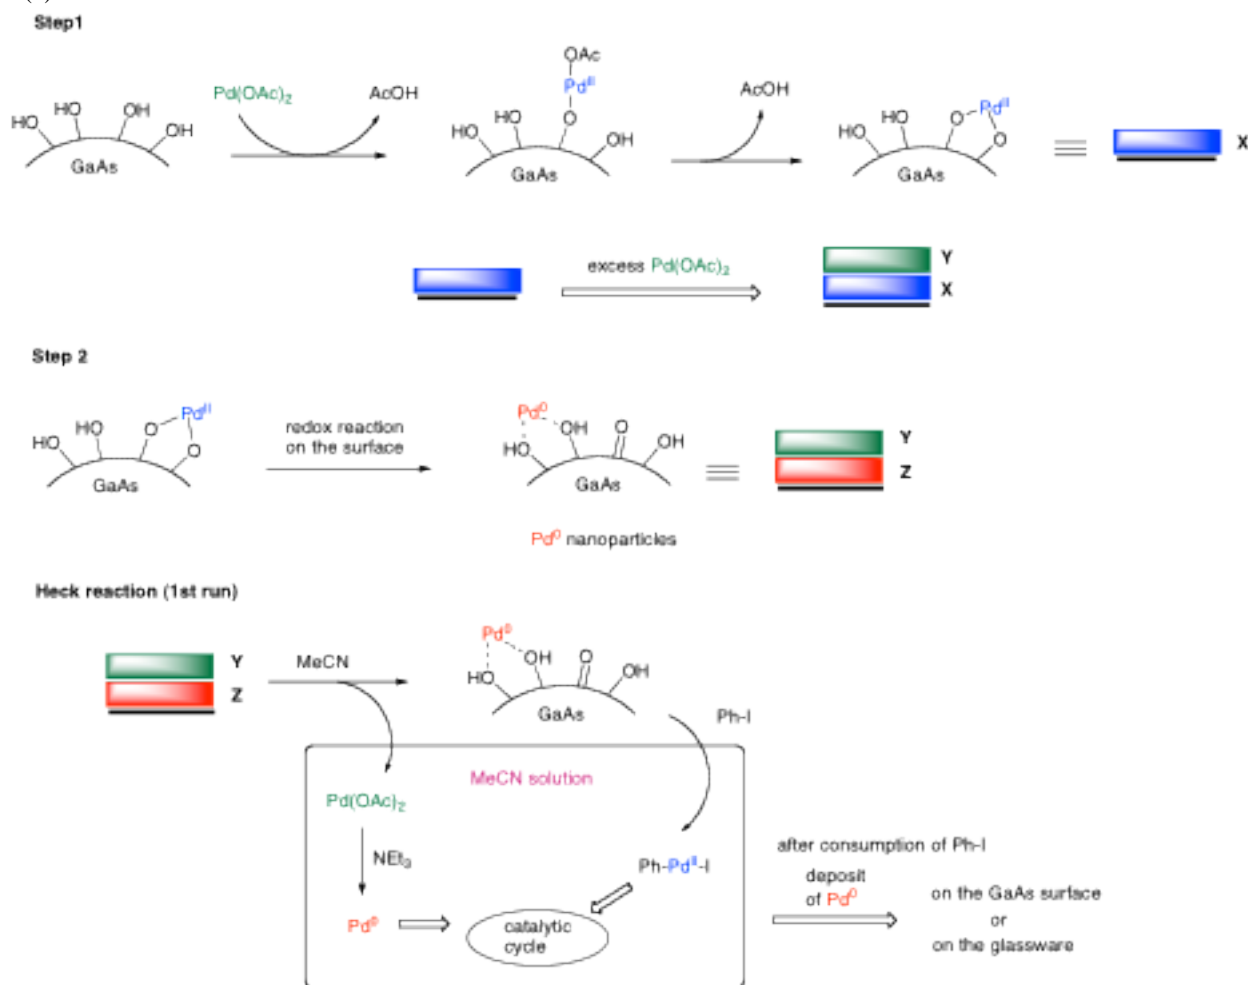 Step1
Pd(OAc)2 AcOH
HO HO OH OH
GaAs
OAc
PdII
O
HO HO OH
GaAs
AcOH
HO HO O PdII O
GaAs
X
excess Pd(OAc)2
Y
X
Step 2
HO HO O PdII O
GaAs
redox reaction
on the surface
Pd0
HO OH O OH
GaAs
Y
Z
Pd0 nanoparticles
Heck reaction (1st run)
Y
Z
MeCN
Pd0
HO OH O OH
GaAs
Ph-I
MeCN solution
Pd(OAc)2
NEt3
Pd0
Ph-PdII-I
catalytic
cycle
after consumption of Ph-I
deposit
of Pd0
on the GaAs surface
or
on the glassware